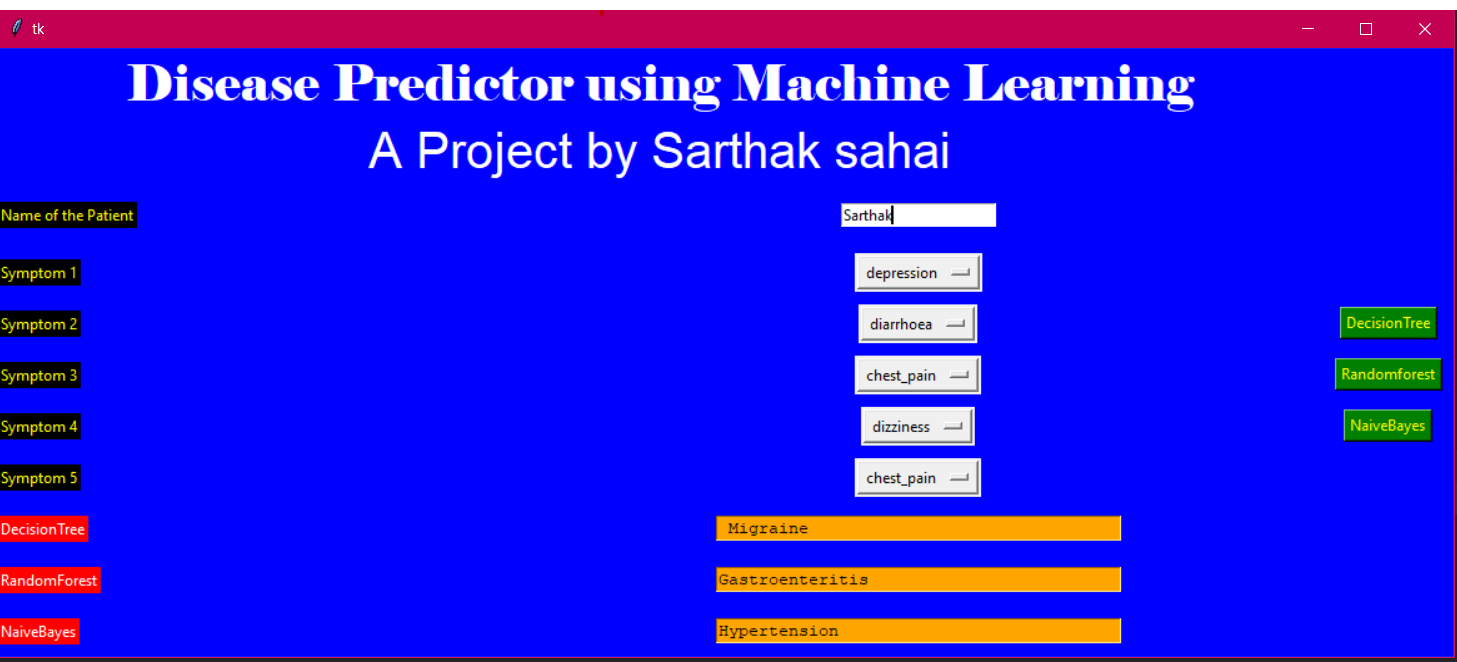 tk
Disease Predictor using Machine Learning
A Project by Sarthak sahai
Name of the Patient Sarthak
Symptom 1 depression
Symptom 2 diarrhoea DecisionTree
Symptom 3 chest_pain Randomforest
Symptom 4 dizziness NaiveBayes
Symptom 5 chest_pain
DecisionTree Migraine
RandomForest Gastroenteritis
NaiveBayes Hypertension